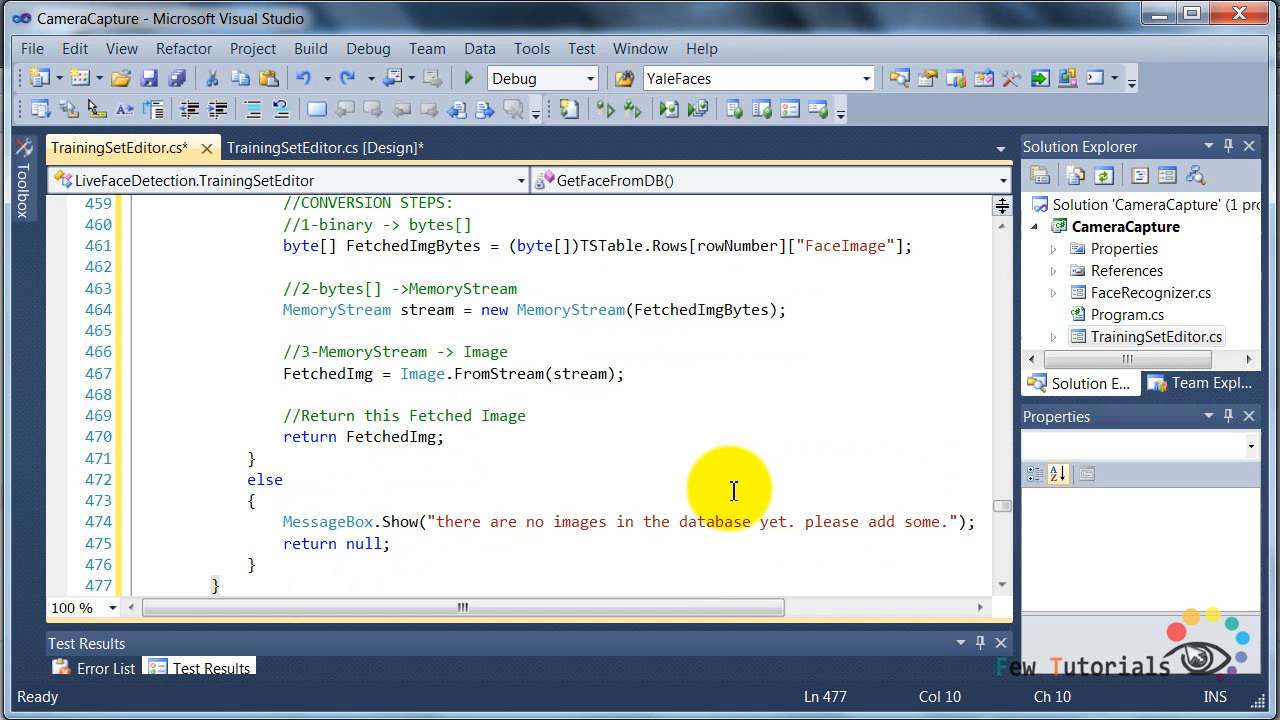 CameraCapture - Microsoft Visual Studio
File Edit View Refactor Project Build Debug Team Data Tools Test Window Help
Debug YaleFaces
TrainingSetEditor.cs* TrainingSetEditor.cs [Design]*
LiveFaceDetection.TrainingSetEditor GetFaceFromDB()
459 //CONVERSION STEPS:
460 //1-binary -> bytes[]
461 byte[] FetchedImgBytes = (byte[])TSTable.Rows[rowNumber]["FaceImage"];
462
463 //2-bytes[] ->MemoryStream
464 MemoryStream stream = new MemoryStream(FetchedImgBytes);
465
466 //3-MemoryStream -> Image
467 FetchedImg = Image.FromStream(stream);
468
469 //Return this Fetched Image
470 return FetchedImg;
471 }
472 else
473 {
474 MessageBox.Show("there are no images in the database yet. please add some.");
475 return null;
476 }
477 }
100 %
Toolbox
Solution Explorer
Solution 'CameraCapture' (1 pro
CameraCapture
Properties
References
FaceRecognizer.cs
Program.cs
TrainingSetEditor.cs
Solution E... Team Expl...
Properties
Test Results
Error List Test Results
Few Tutorials
Ready Ln 477 Col 10 Ch 10 INS